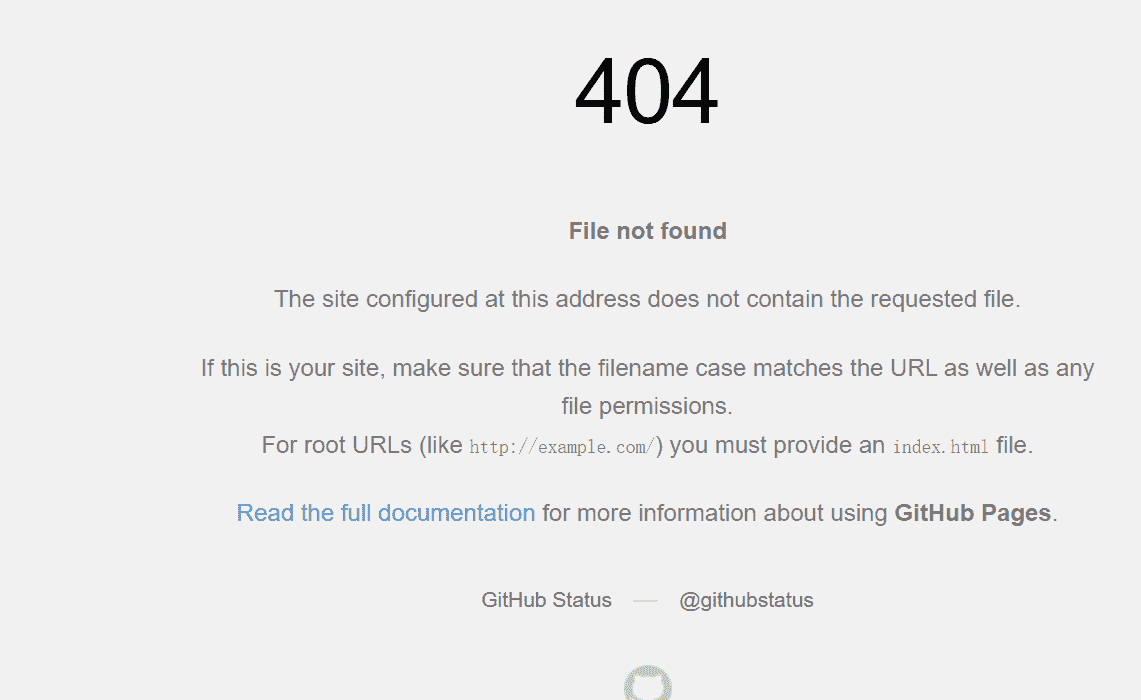 404
File not found
The site configured at this address does not contain the requested file.
If this is your site, make sure that the filename case matches the URL as well as any
file permissions.
For root URLs (like http://example.com/) you must provide an index.html file.
Read the full documentation for more information about using GitHub Pages.
GitHub Status — @githubstatus